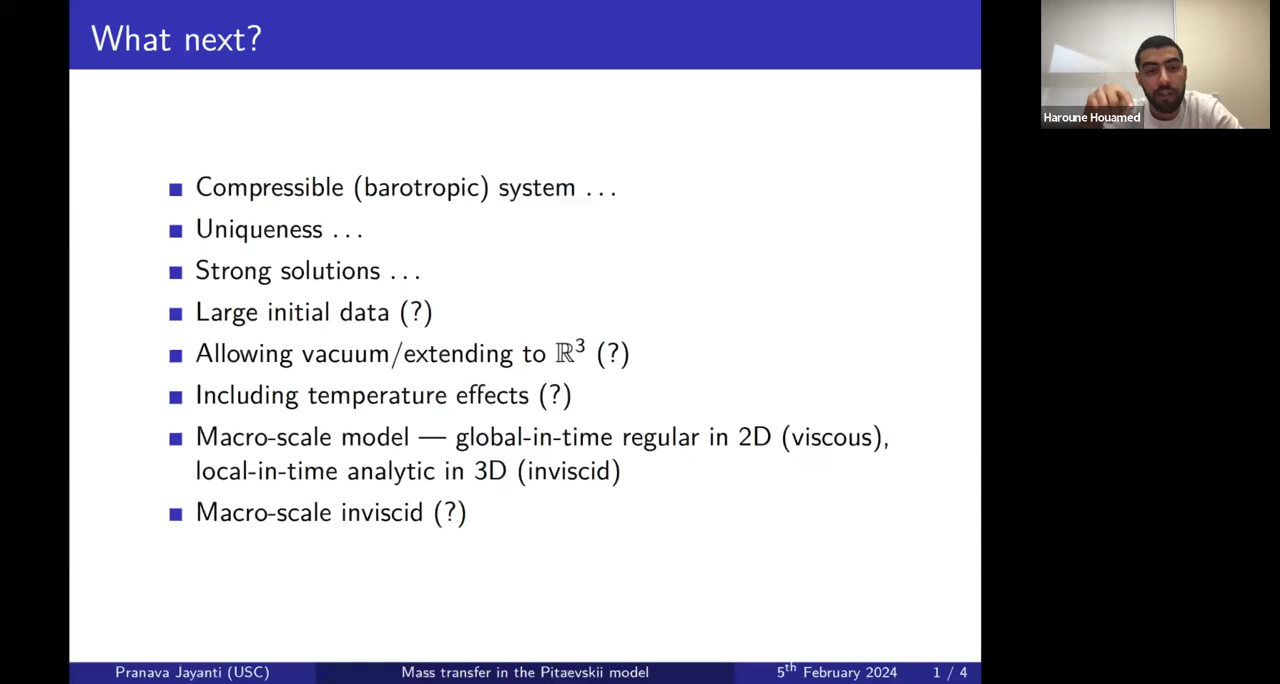 What next?
Haroune Houamed
Compressible (barotropic) system . . .
Uniqueness . . .
Strong solutions . . .
Large initial data (?)
Allowing vacuum/extending to ℝ³ (?)
Including temperature effects (?)
Macro-scale model — global-in-time regular in 2D (viscous),
local-in-time analytic in 3D (inviscid)
Macro-scale inviscid (?)
Pranava Jayanti (USC) Mass transfer in the Pitaevskii model 5th February 2024 1 / 4